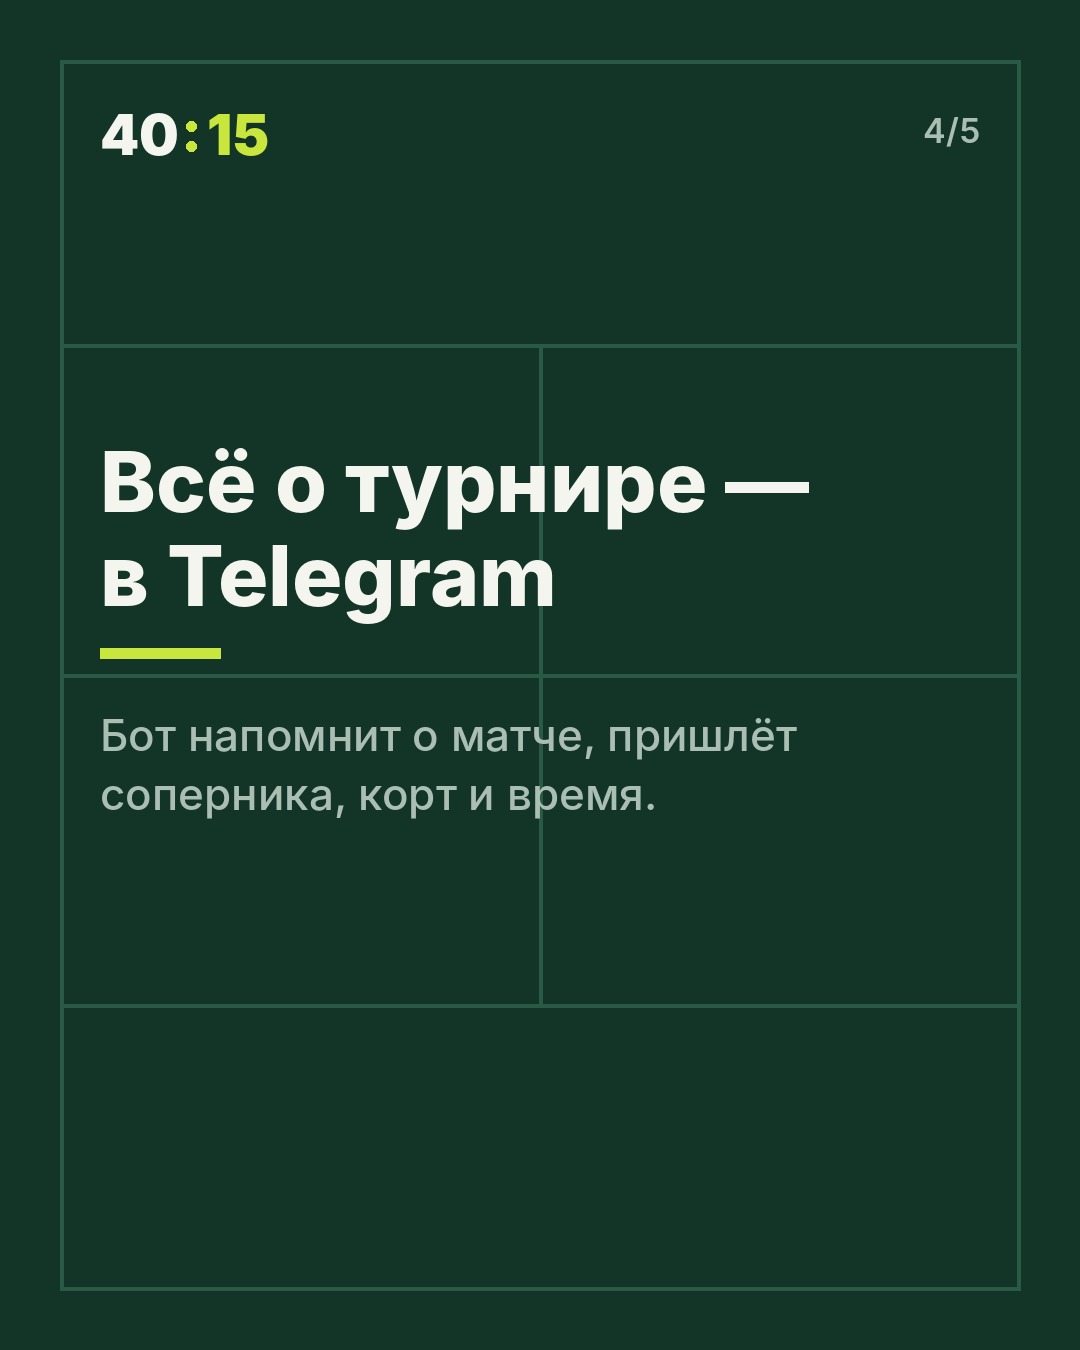 40:15
4/5
Всё о турнире —
в Telegram
Бот напомнит о матче, пришлёт
соперника, корт и время.